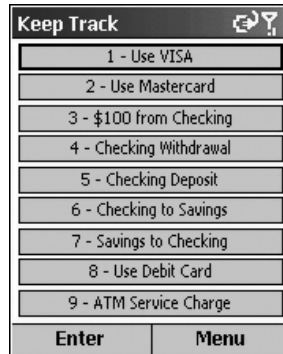 Keep Track
1 - Use VISA
2 - Use Mastercard
3 - $100 from Checking
4 - Checking Withdrawal
5 - Checking Deposit
6 - Checking to Savings
7 - Savings to Checking
8 - Use Debit Card
9 - ATM Service Charge
Enter Menu